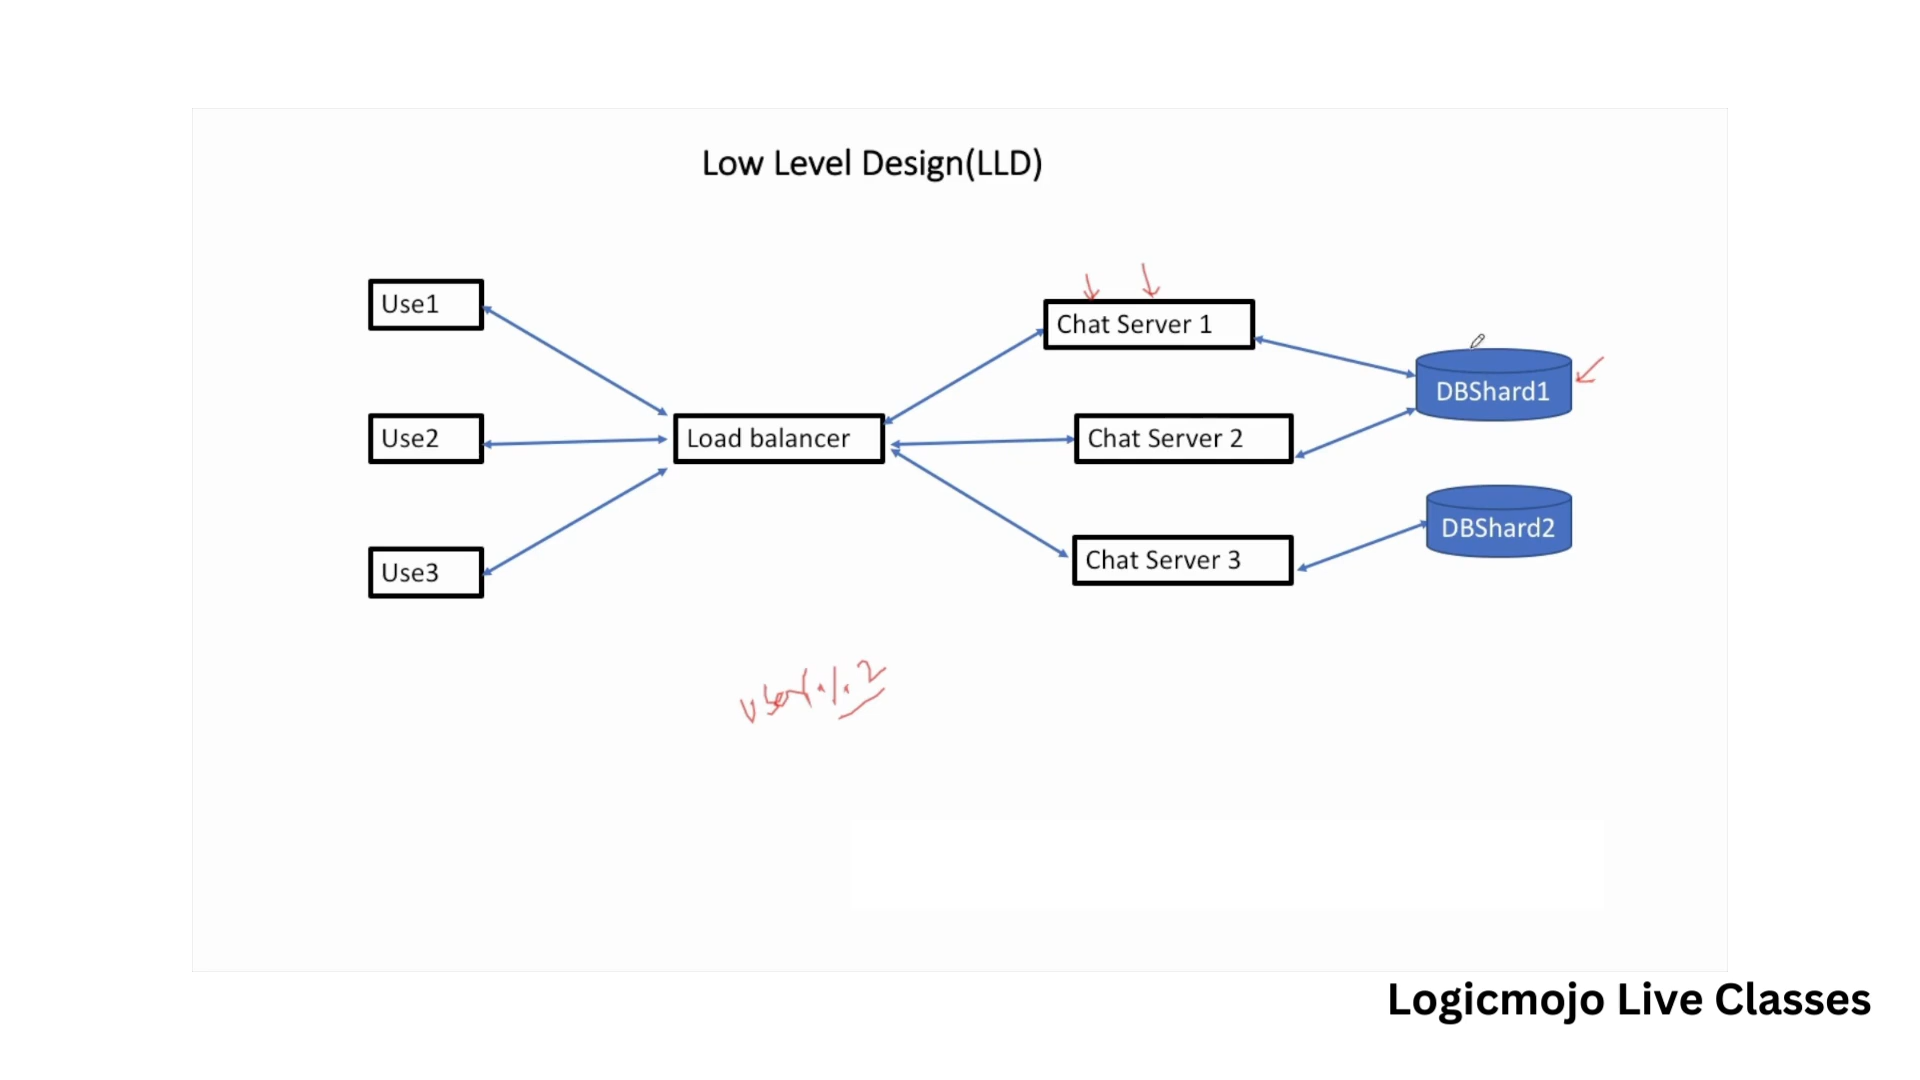 Low Level Design(LLD)
Use1
Use2
Use3
Load balancer
Chat Server 1
Chat Server 2
Chat Server 3
DBShard1
DBShard2
% 2
Logicmojo Live Classes